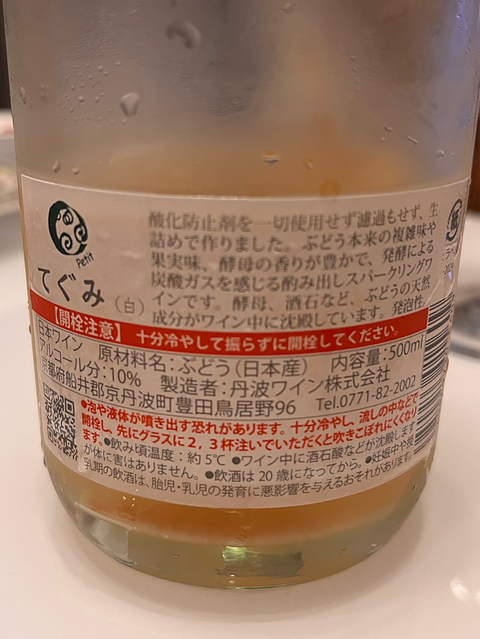 酸化防止剤を一切使用せず濾過もせず、生
詰めで作りました。ぶどう本来の複雑味や
果実味、酵母の香りが豊かで、発酵による
炭酸ガスを感じる酌み出しスパークリングワ
インです。酵母、酒石など、ぶどうの天然
成分がワイン中に沈殿しています。発泡性
Petit
てぐみ(白)
【開栓注意】 十分冷やして振らずに開栓してください。
日本ワイン 原材料名:ぶどう(日本産) 内容量:500ml
アルコール分:10% 製造者:丹波ワイン株式会社
京都府船井郡京丹波町豊田鳥居野96 Tel.0771-82-2002
●泡や液体が噴き出す恐れがあります。十分冷やし、流しの中などで
開栓し、先にグラスに2,3杯注いでいただくと吹きこぼれにくくなり
ます。●飲み頃温度:約5℃ ●ワイン中に酒石酸などが沈殿します
が体に害はありません。●飲酒は20歳になってから。●妊娠中や授
乳期の飲酒は、胎児・乳児の発育に悪影響を与えるおそれがあります。